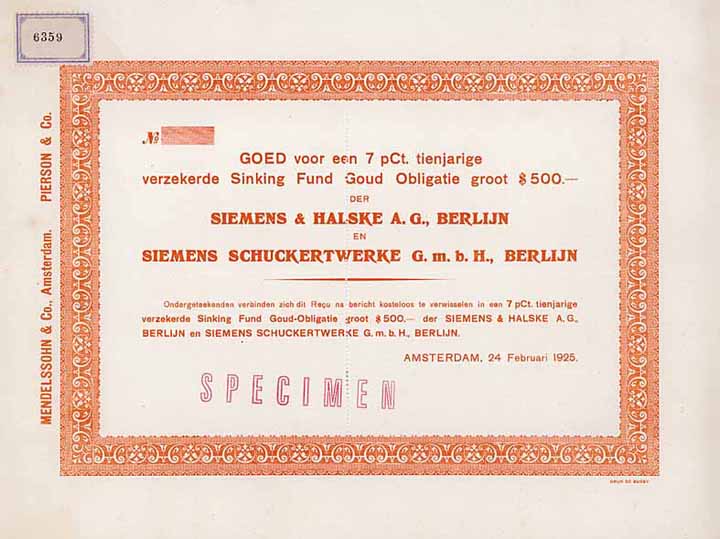 6359
MENDELSSOHN & Co., Amsterdam. PIERSON & Co.
No
GOED voor een 7 pCt. tienjarige
verzekerde Sinking Fund Goud Obligatie groot $ 500.—
DER
SIEMENS & HALSKE A. G., BERLIJN
EN
SIEMENS SCHUCKERTWERKE G. m. b. H., BERLIJN
Ondergeteekenden verbinden zich dit Reçu na bericht kosteloos te verwisselen in een 7 pCt. tienjarige
verzekerde Sinking Fund Goud-Obligatie groot $ 500.— der SIEMENS & HALSKE A. G.,
BERLIJN en SIEMENS SCHUCKERTWERKE G. m. b. H., BERLIJN.
AMSTERDAM, 24 Februari 1925.
SPECIMEN
DRUK DE BUSSY